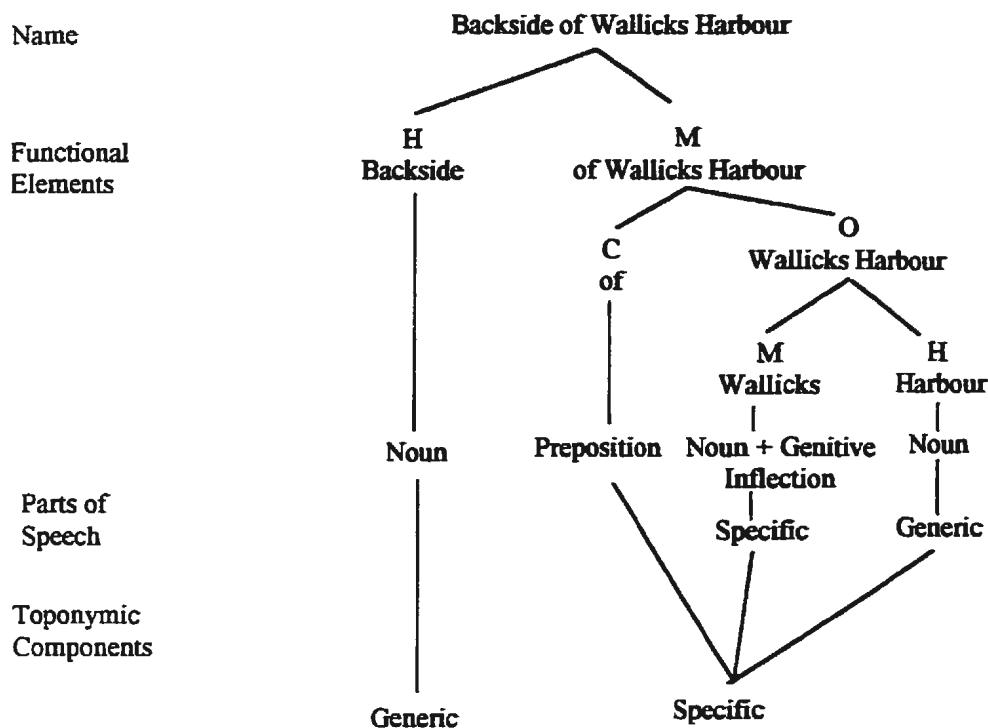 Name
Backside of Wallicks Harbour
Functional
Elements
H
Backside
M
of Wallicks Harbour
C
of
O
Wallicks Harbour
M
Wallicks
H
Harbour
Noun
Preposition
Noun + Genitive
Inflection
Noun
Parts of
Speech
Specific
Generic
Toponymic
Components
Generic
Specific